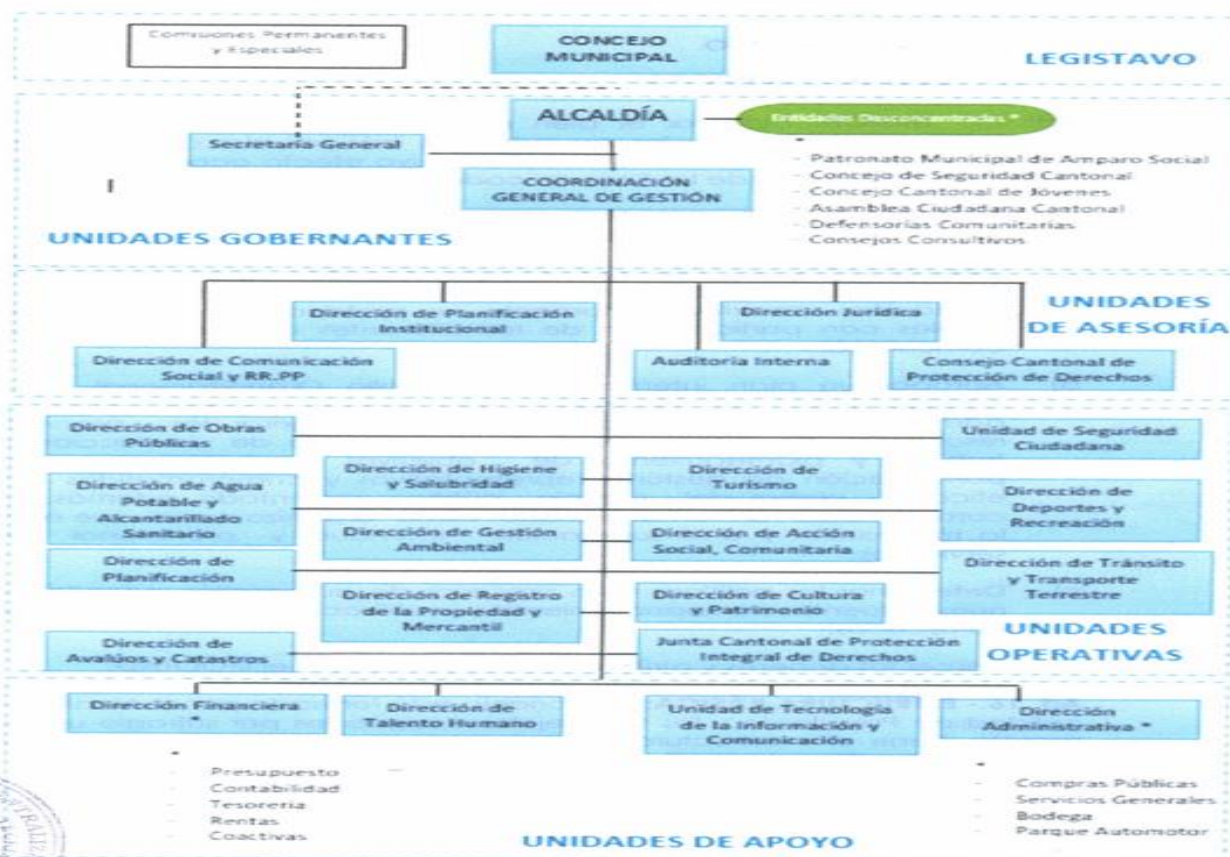 Comisiones Permanentes
y Especiales
CONCEJO
MUNICIPAL
LEGISTAVO
ALCALDÍA
Entidades Desconcentradas *
Secretaría General
*
- Patronato Municipal de Amparo Social
- Concejo de Seguridad Cantonal
- Concejo Cantonal de Jóvenes
- Asamblea Ciudadana Cantonal
- Defensorías Comunitarias
- Consejos Consultivos
COORDINACIÓN
GENERAL DE GESTIÓN
UNIDADES GOBERNANTES
UNIDADES
DE ASESORÍA
Dirección de Planificación
Institucional
Dirección Jurídica
Dirección de Comunicación
Social y RR.PP
Auditoría Interna
Consejo Cantonal de
Protección de Derechos
Dirección de Obras
Públicas
Unidad de Seguridad
Ciudadana
Dirección de Higiene
y Salubridad
Dirección de
Turismo
Dirección de Agua
Potable y
Alcantarillado
Sanitario
Dirección de
Deportes y
Recreación
Dirección de Gestión
Ambiental
Dirección de Acción
Social, Comunitaria
Dirección de
Planificación
Dirección de Tránsito
y Transporte
Terrestre
Dirección de Registro
de la Propiedad y
Mercantil
Dirección de Cultura
y Patrimonio
UNIDADES
OPERATIVAS
Dirección de
Avalúos y Catastros
Junta Cantonal de Protección
Integral de Derechos
Dirección Financiera
*
Dirección de
Talento Humano
Unidad de Tecnología
de la Información y
Comunicación
Dirección
Administrativa *
*
- Presupuesto
- Contabilidad
- Tesorería
- Rentas
- Coactivas
*
- Compras Públicas
- Servicios Generales
- Bodega
- Parque Automotor
UNIDADES DE APOYO